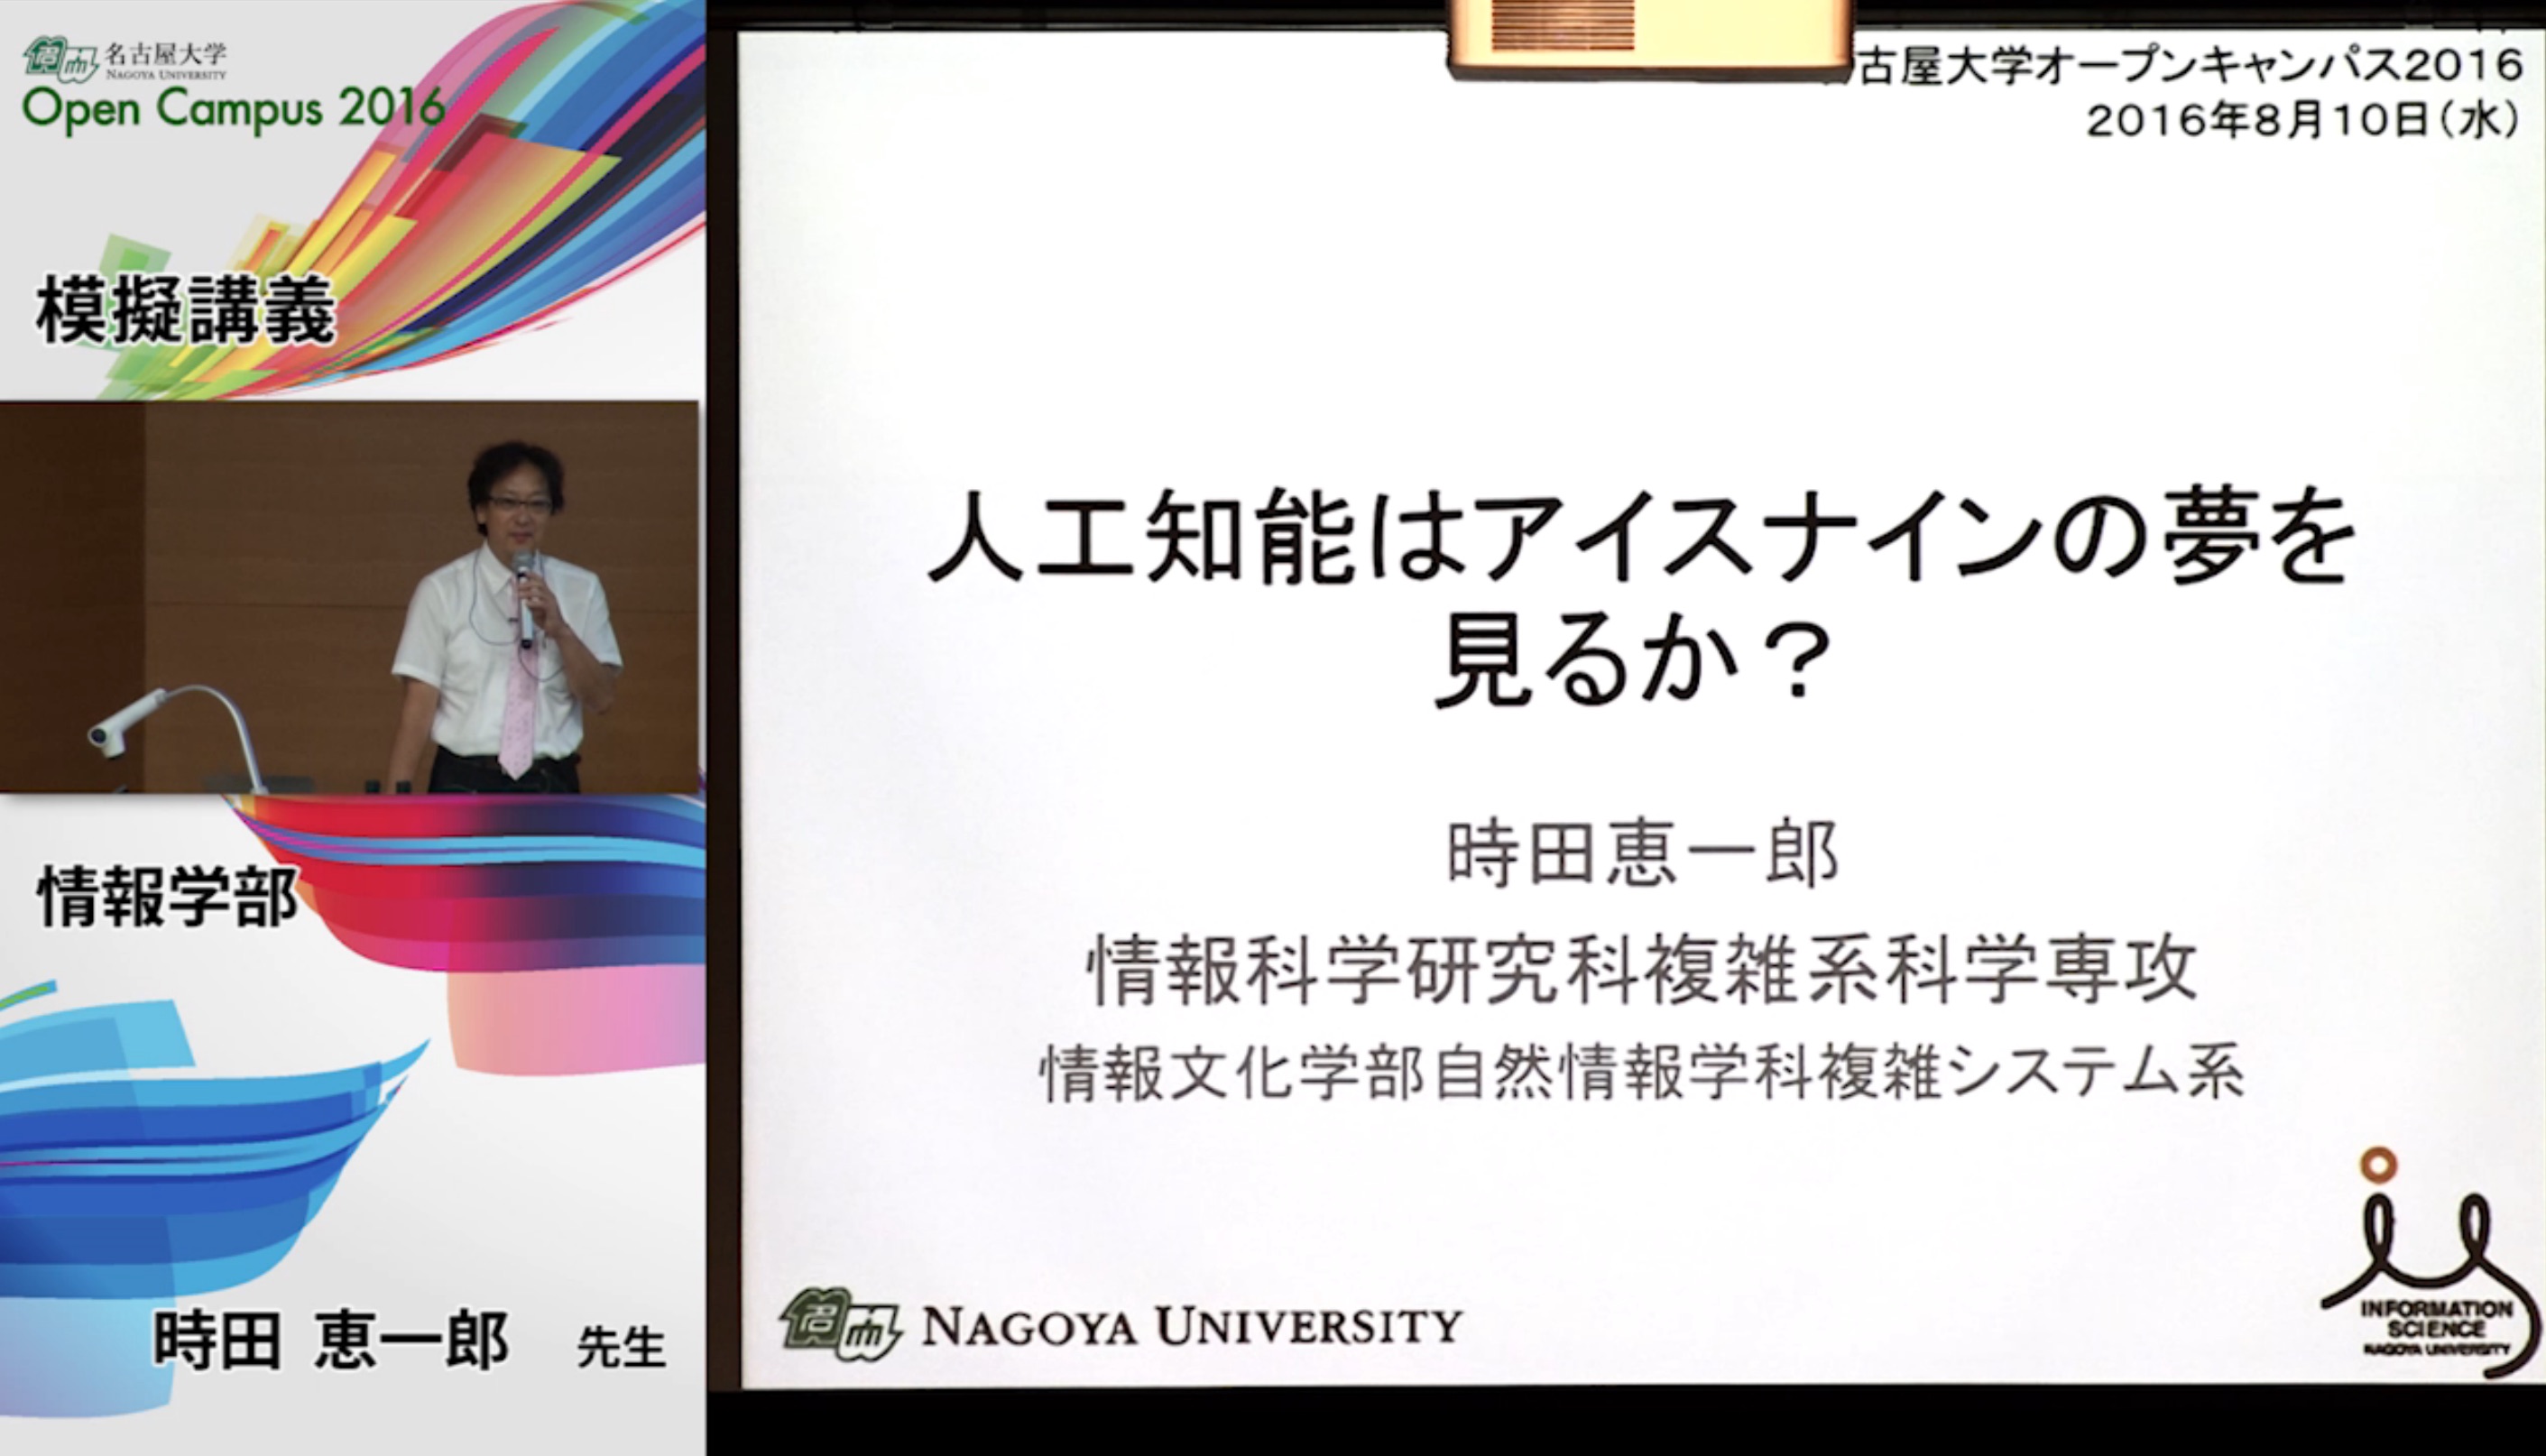 名古屋大学
NAGOYA UNIVERSITY
Open Campus 2016
模擬講義
情報学部
時田 恵一郎 先生
古屋大学オープンキャンパス2016
2016年8月10日(水)
人工知能はアイスナインの夢を
見るか?
時田恵一郎
情報科学研究科複雑系科学専攻
情報文化学部自然情報学科複雑システム系
NAGOYA UNIVERSITY
INFORMATION
SCIENCE
NAGOYA UNIVERSITY